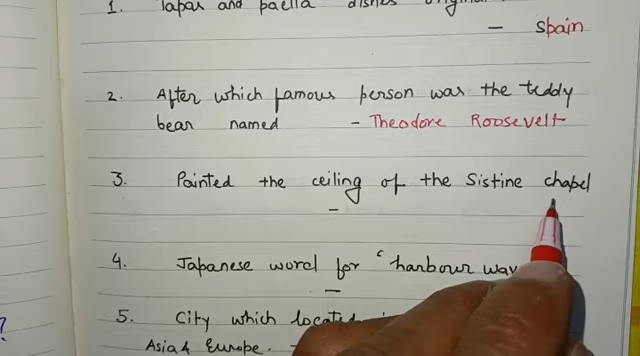 1. Tapas and paella dishes
- Spain
2. After which famous person was the teddy
bear named - Theodore Roosevelt
3. Painted the ceiling of the Sistine chapel
-
4. Japanese word for ‘harbour
-
5. City which located
Asia & Europe. -
?